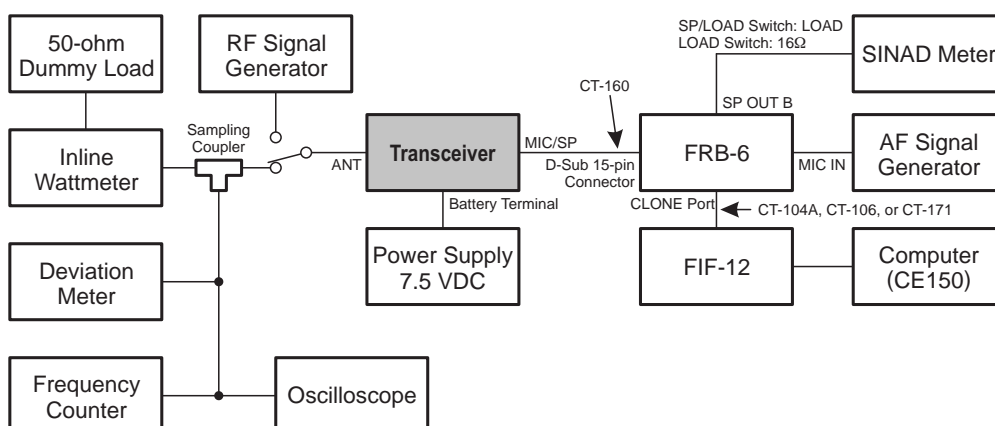 50-ohm
Dummy Load
RF Signal
Generator
SP/LOAD Switch: LOAD
LOAD Switch: 16Ω
SINAD Meter
CT-160
SP OUT B
Sampling
Coupler
Inline
Wattmeter
ANT
Transceiver
MIC/SP
D-Sub 15-pin
Connector
FRB-6
MIC IN
AF Signal
Generator
Battery Terminal
CLONE Port
CT-104A, CT-106, or CT-171
Deviation
Meter
Power Supply
7.5 VDC
FIF-12
Computer
(CE150)
Frequency
Counter
Oscilloscope